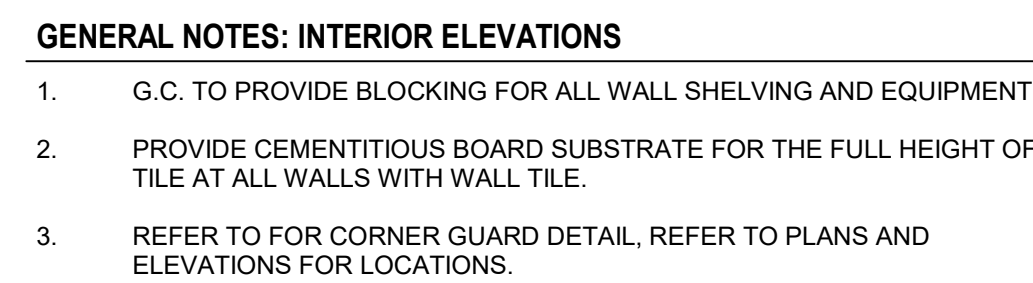 GENERAL NOTES: INTERIOR ELEVATIONS
1. G.C. TO PROVIDE BLOCKING FOR ALL WALL SHELVING AND EQUIPMENT
2. PROVIDE CEMENTITIOUS BOARD SUBSTRATE FOR THE FULL HEIGHT OF
TILE AT ALL WALLS WITH WALL TILE.
3. REFER TO FOR CORNER GUARD DETAIL, REFER TO PLANS AND
ELEVATIONS FOR LOCATIONS.